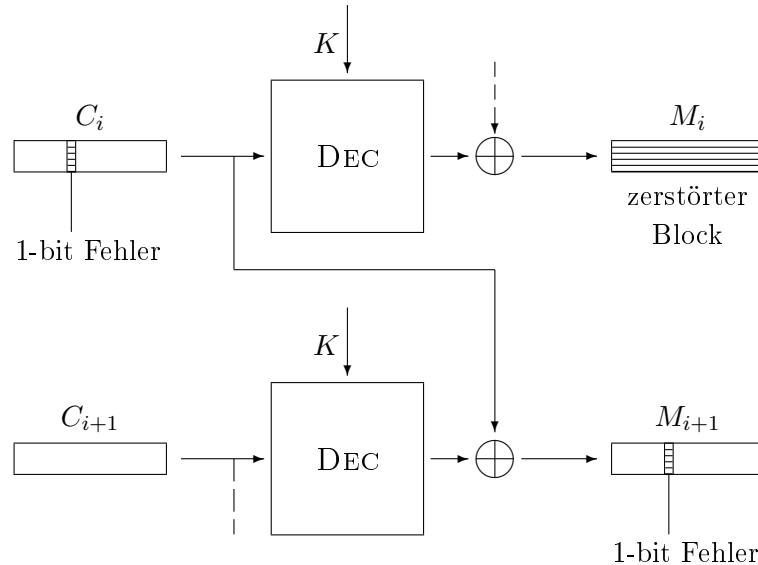 K
C_i
DEC
M_i
1-bit Fehler
zerstörter
Block
K
C_{i+1}
DEC
M_{i+1}
1-bit Fehler